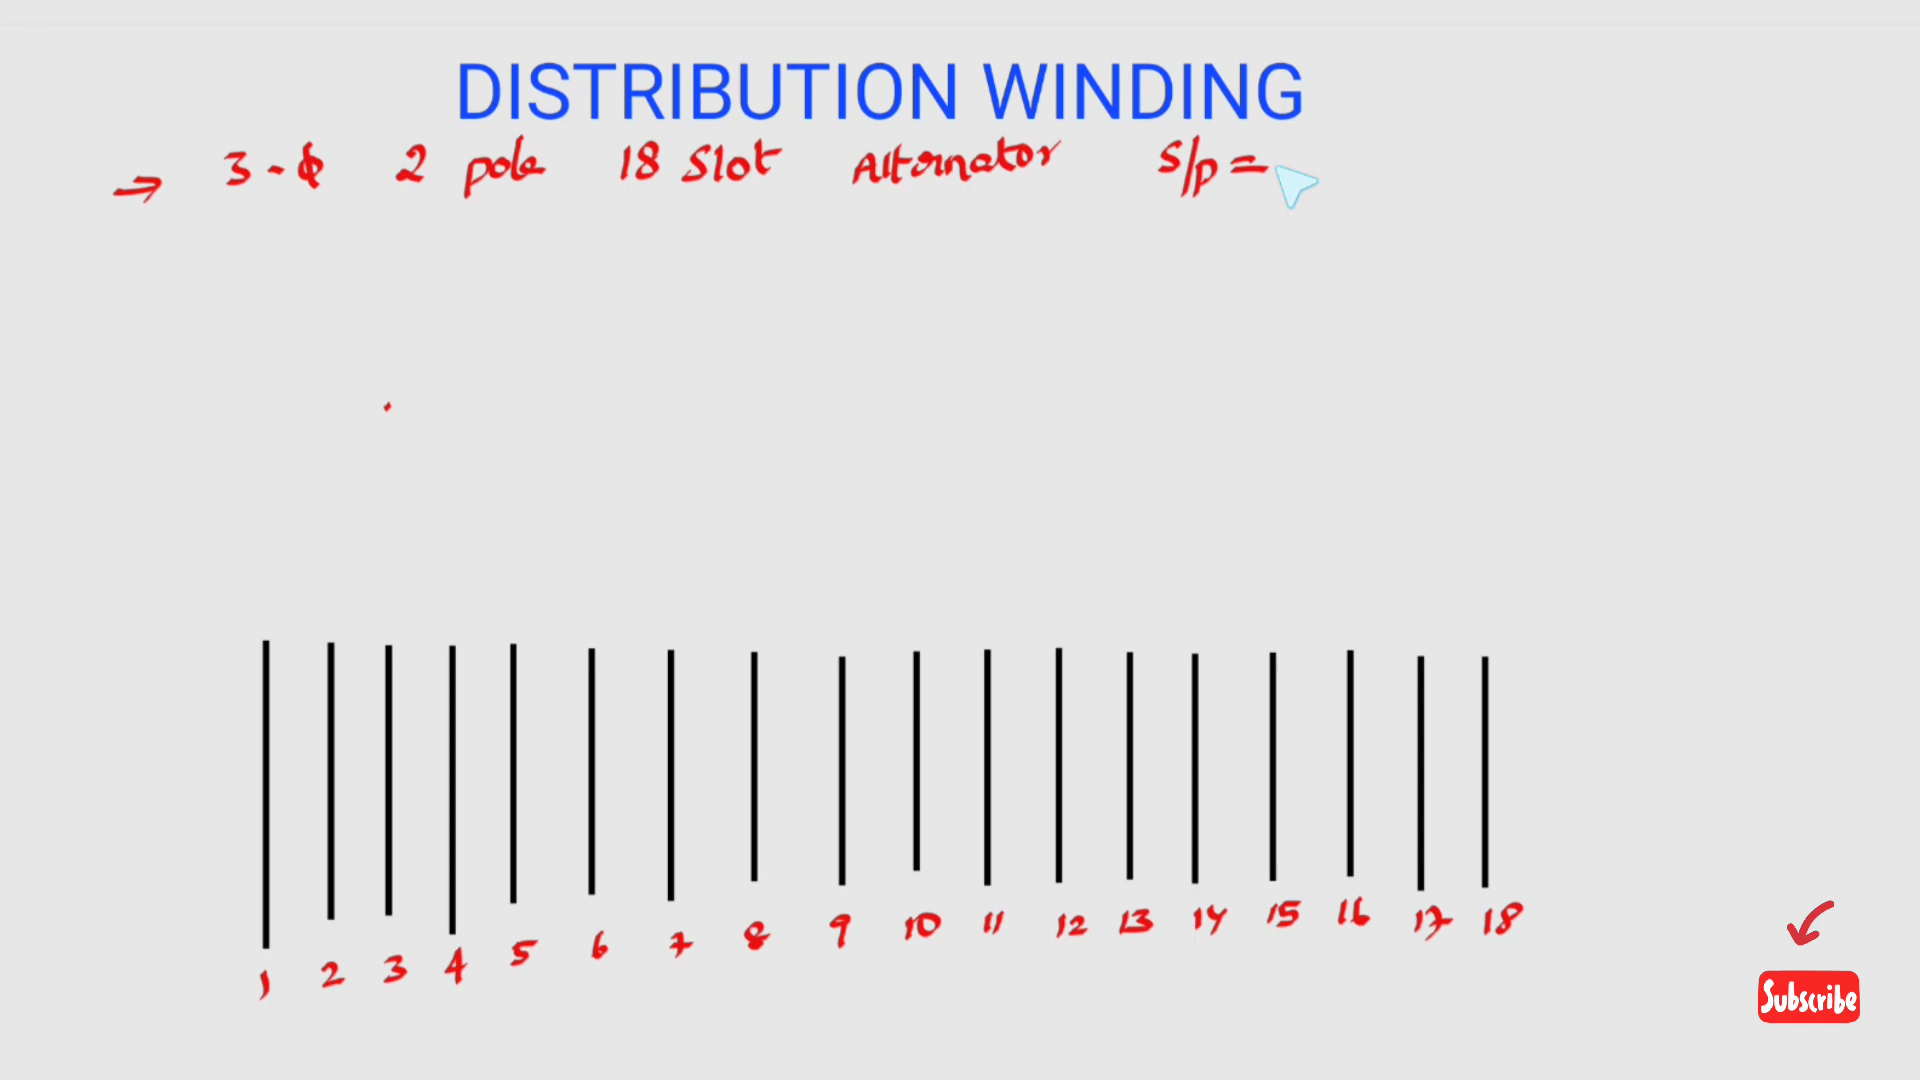 DISTRIBUTION WINDING
→ 3-ϕ 2 pole 18 Slot Alternator S/p =
1 2 3 4 5 6 7 8 9 10 11 12 13 14 15 16 17 18
Subscribe